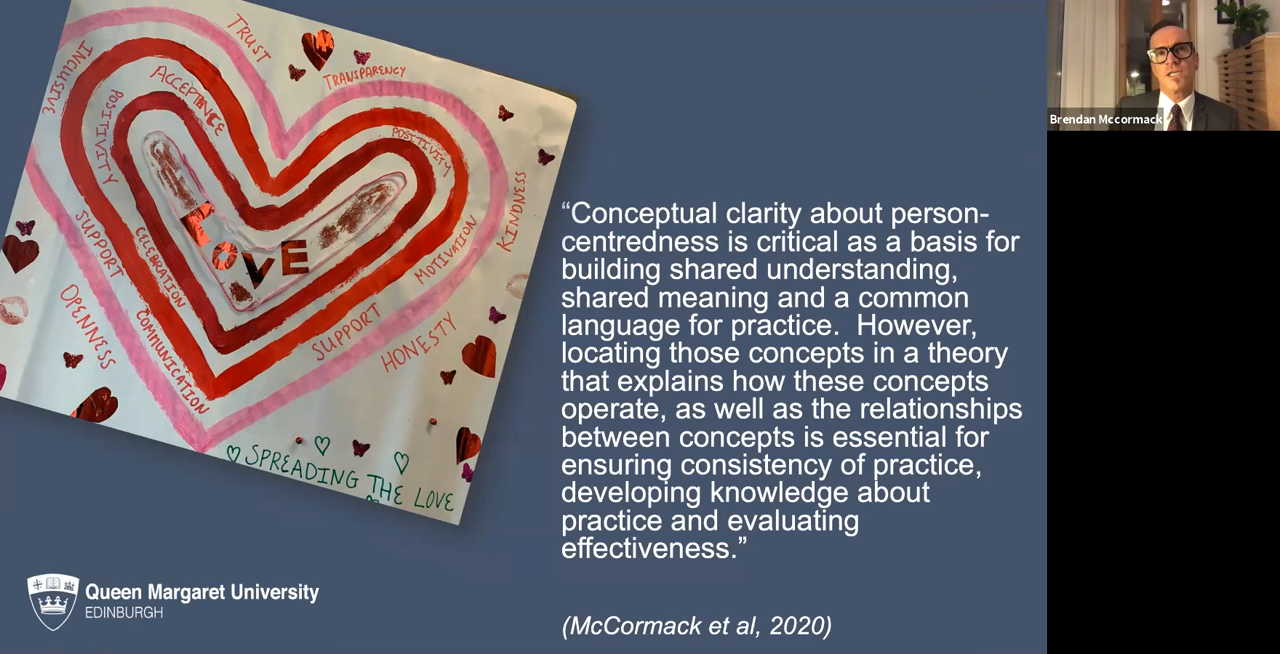 TRUST
TRANSPARENCY
INCLUSIVE
ACCEPTANCE
POSITIVITY
POSITIVITY
KINDNESS
LOVE
SUPPORT
CELEBRATION
MOTIVATION
OPENNESS
COMMUNICATION
SUPPORT
HONESTY
SPREADING THE LOVE
Queen Margaret University
EDINBURGH
“Conceptual clarity about person-
centredness is critical as a basis for
building shared understanding,
shared meaning and a common
language for practice.  However,
locating those concepts in a theory
that explains how these concepts
operate, as well as the relationships
between concepts is essential for
ensuring consistency of practice,
developing knowledge about
practice and evaluating
effectiveness.”
(McCormack et al, 2020)
Brendan Mccormack